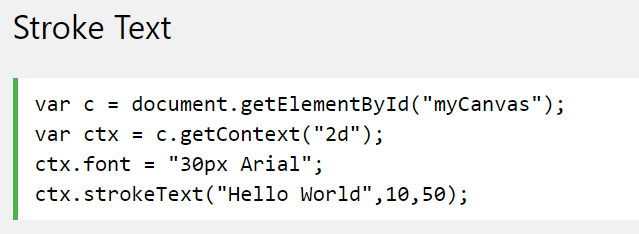 Stroke Text
var c = document.getElementById("myCanvas");
var ctx = c.getContext("2d");
ctx.font = "30px Arial";
ctx.strokeText("Hello World",10,50);